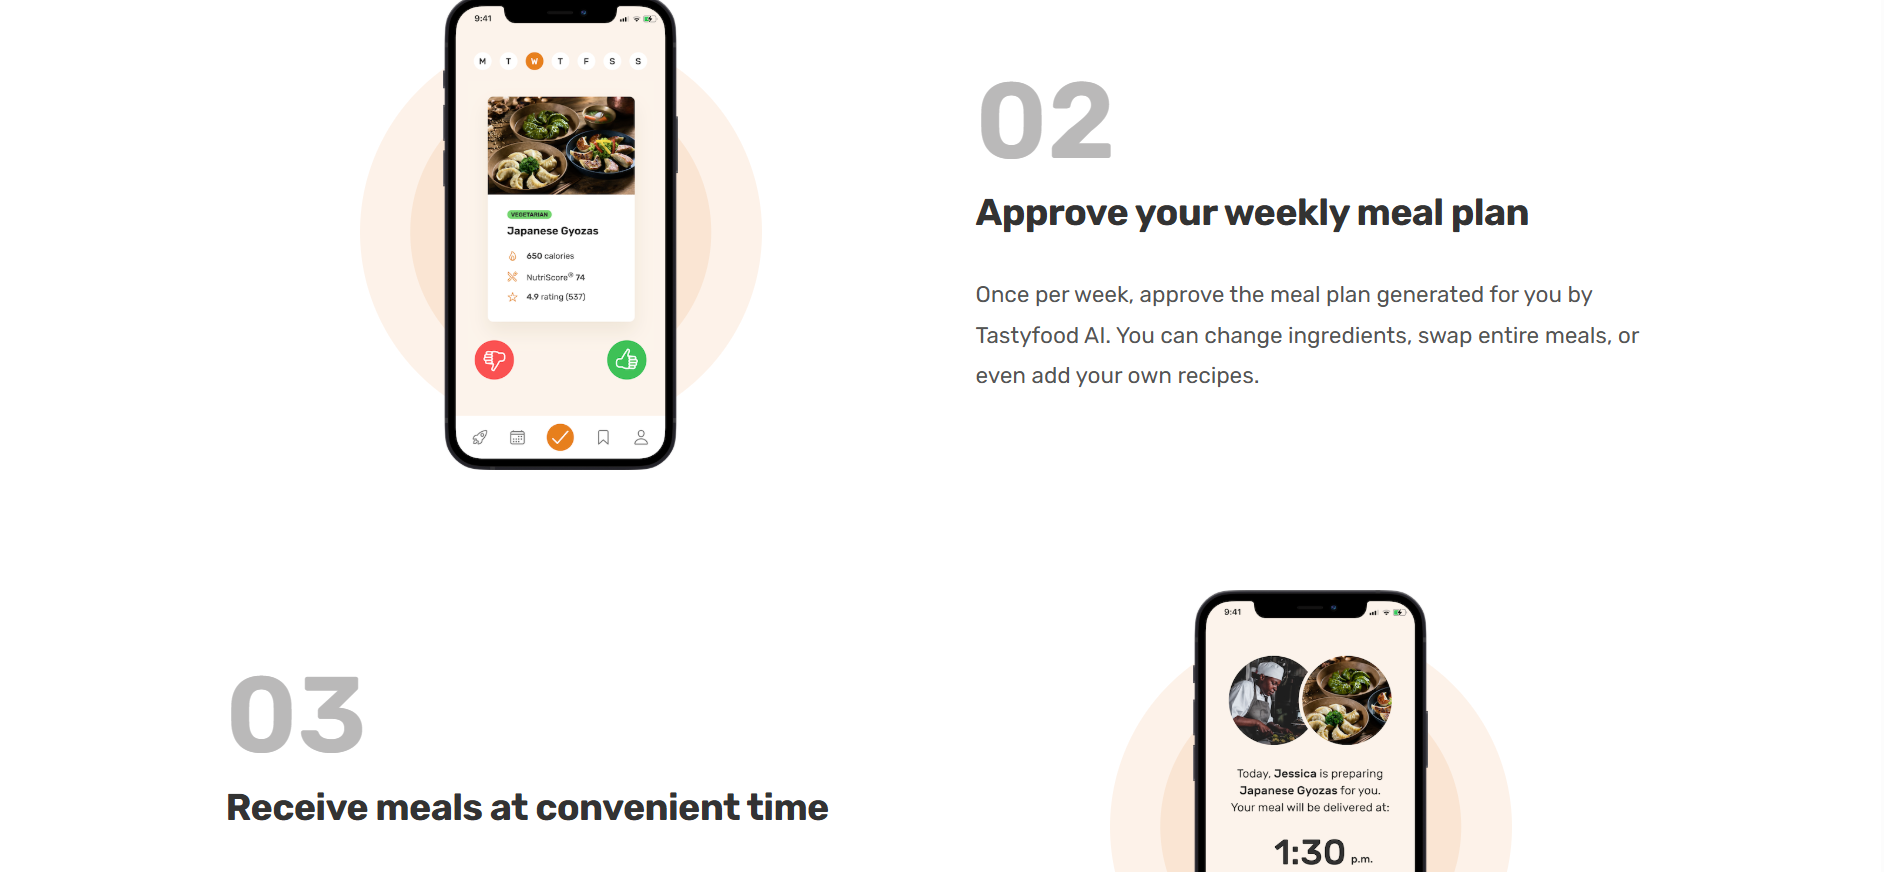 9:41
M T W T F S S
VEGETARIAN
Japanese Gyozas
650 calories
NutriScore® 74
4.9 rating (537)
02
Approve your weekly meal plan
Once per week, approve the meal plan generated for you by
Tastyfood AI. You can change ingredients, swap entire meals, or
even add your own recipes.
03
Receive meals at convenient time
9:41
Today, Jessica is preparing
Japanese Gyozas for you.
Your meal will be delivered at:
1:30 p.m.